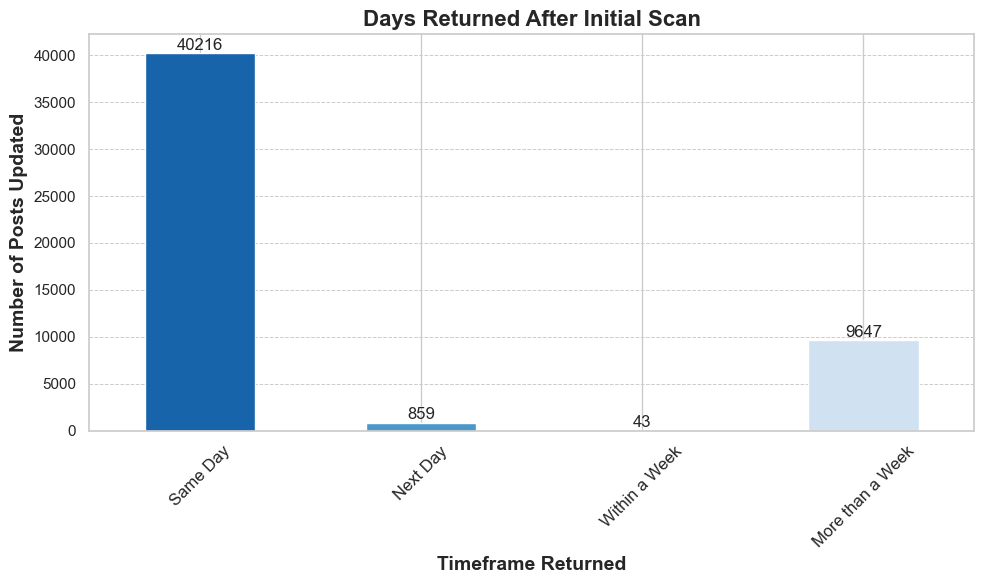 Days Returned After Initial Scan
Number of Posts Updated
40000
35000
30000
25000
20000
15000
10000
5000
0
40216
859
43
9647
Same Day
Next Day
Within a Week
More than a Week
Timeframe Returned